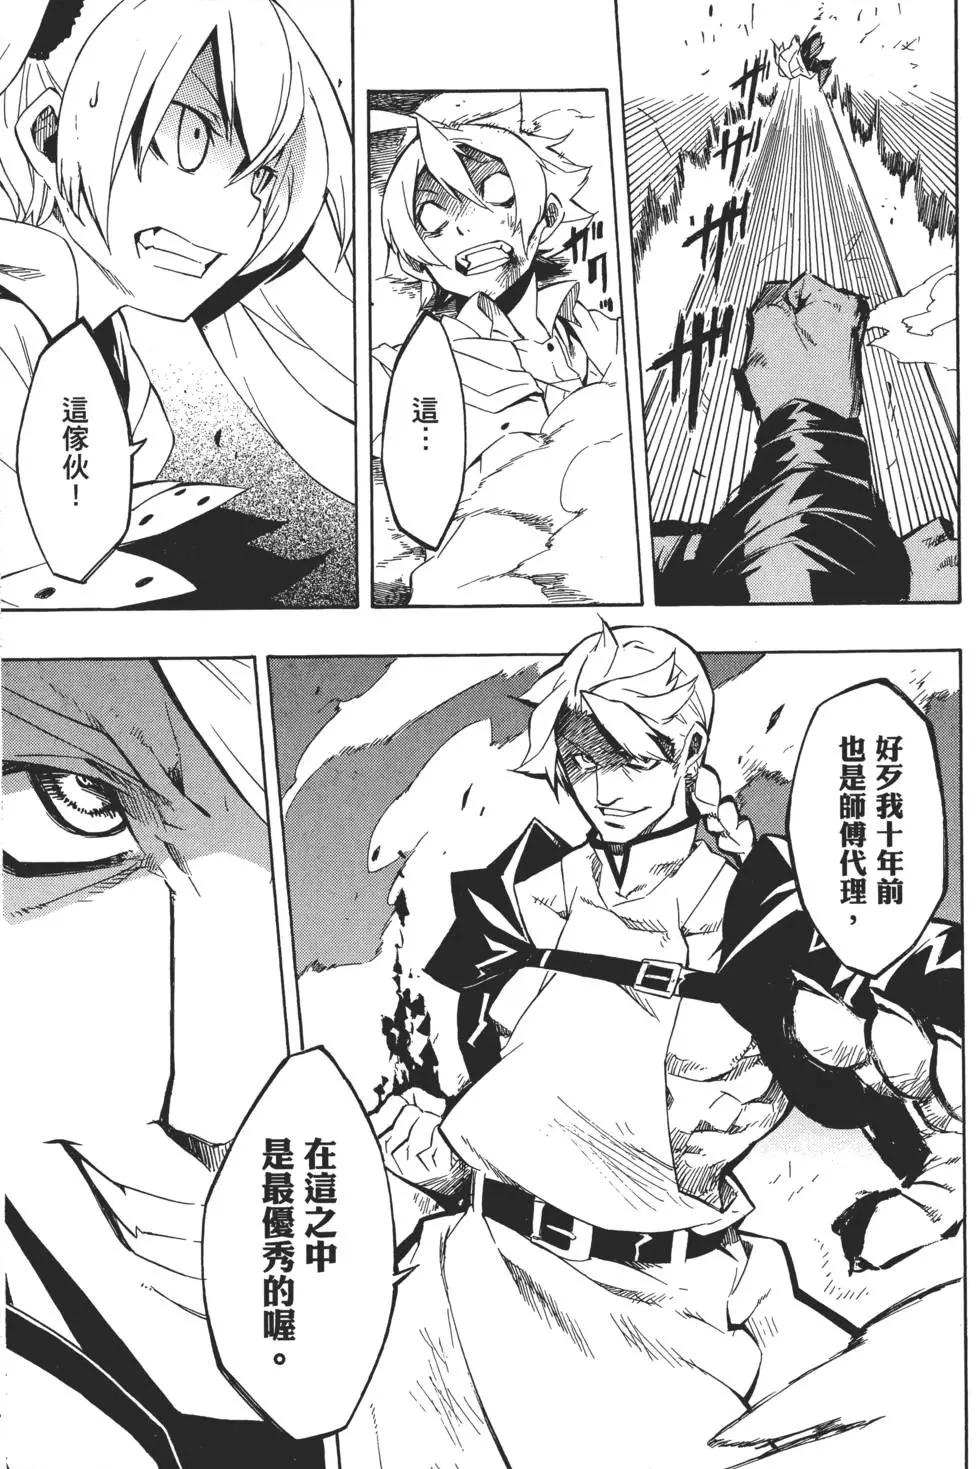 ガガガガガ
ガク
這…
這傢伙！
好歹我十年前
也是師傅代理，
在這之中
是最優秀的喔。